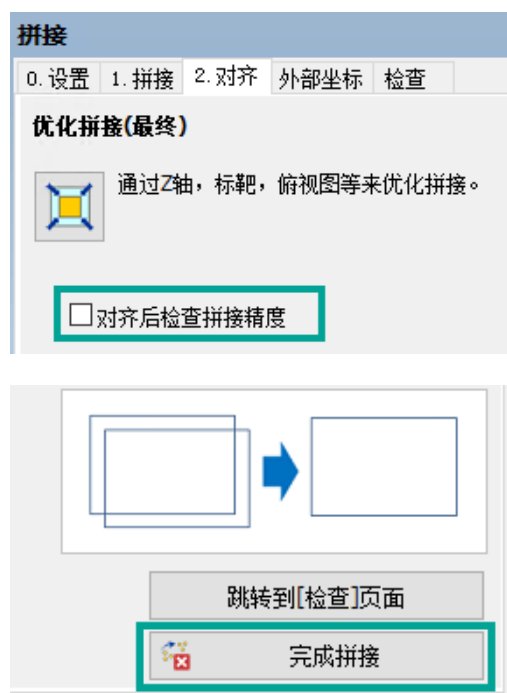 拼接
0. 设置 1. 拼接 2. 对齐 外部坐标 检查
优化拼接(最终)
通过Z轴，标靶，俯视图等来优化拼接。
对齐后检查拼接精度
跳转到[检查]页面
完成拼接